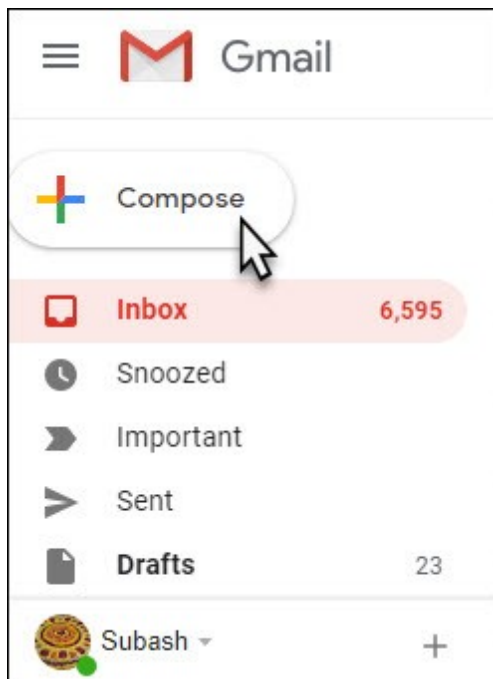 Gmail
Compose
Inbox 6,595
Snoozed
Important
Sent
Drafts 23
Subash